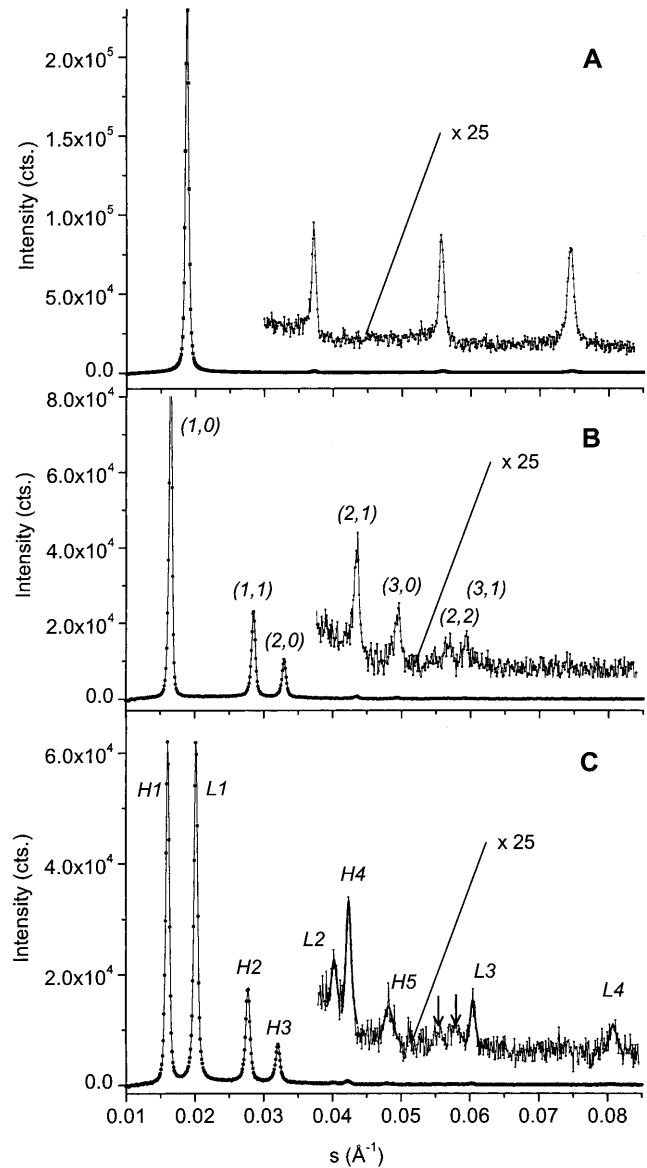 A
2.0x10⁵
1.5x10⁵
1.0x10⁵
5.0x10⁴
0.0
Intensity (cts.)
x 25
B
8.0x10⁴
6.0x10⁴
4.0x10⁴
2.0x10⁴
0.0
Intensity (cts.)
(1,0)
(1,1)
(2,0)
(2,1)
(3,0)
(2,2)
(3,1)
x 25
C
6.0x10⁴
4.0x10⁴
2.0x10⁴
0.0
Intensity (cts.)
H1
L1
H2
H3
L2
H4
H5
L3
L4
x 25
0.01 0.02 0.03 0.04 0.05 0.06 0.07 0.08
s (Å⁻¹)